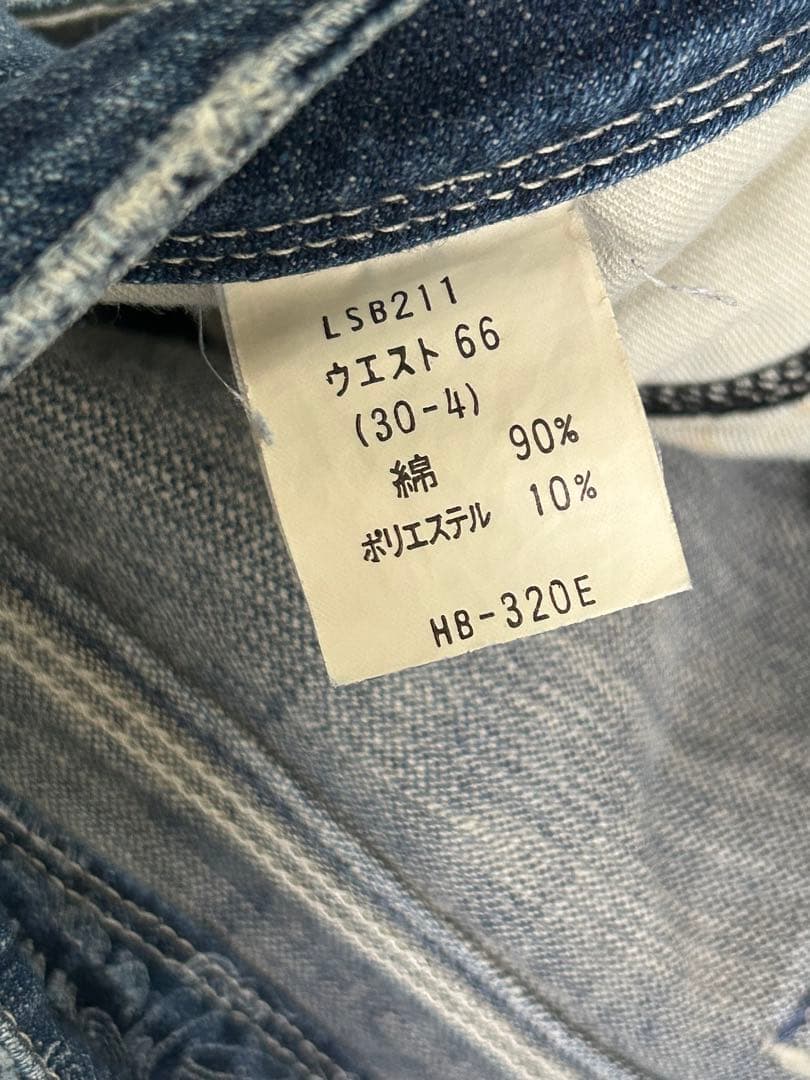 LSB211
ウエスト 66
(30-4)
綿 90%
ポリエステル 10%
HB-320E